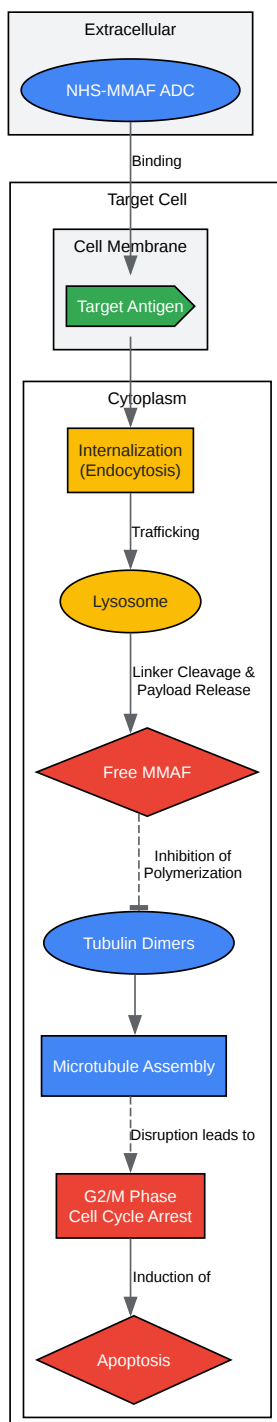 Extracellular
NHS-MMAF ADC
Binding
Target Cell
Cell Membrane
Target Antigen
Cytoplasm
Internalization
(Endocytosis)
Trafficking
Lysosome
Linker Cleavage &
Payload Release
Free MMAF
Inhibition of
Polymerization
Tubulin Dimers
Microtubule Assembly
Disruption leads to
G2/M Phase
Cell Cycle Arrest
Induction of
Apoptosis